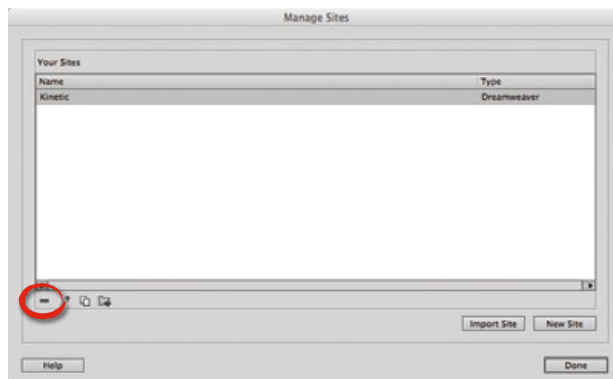 Manage Sites
Your Sites
Name Type
Kinetic Dreamweaver
Import Site New Site
Help Done